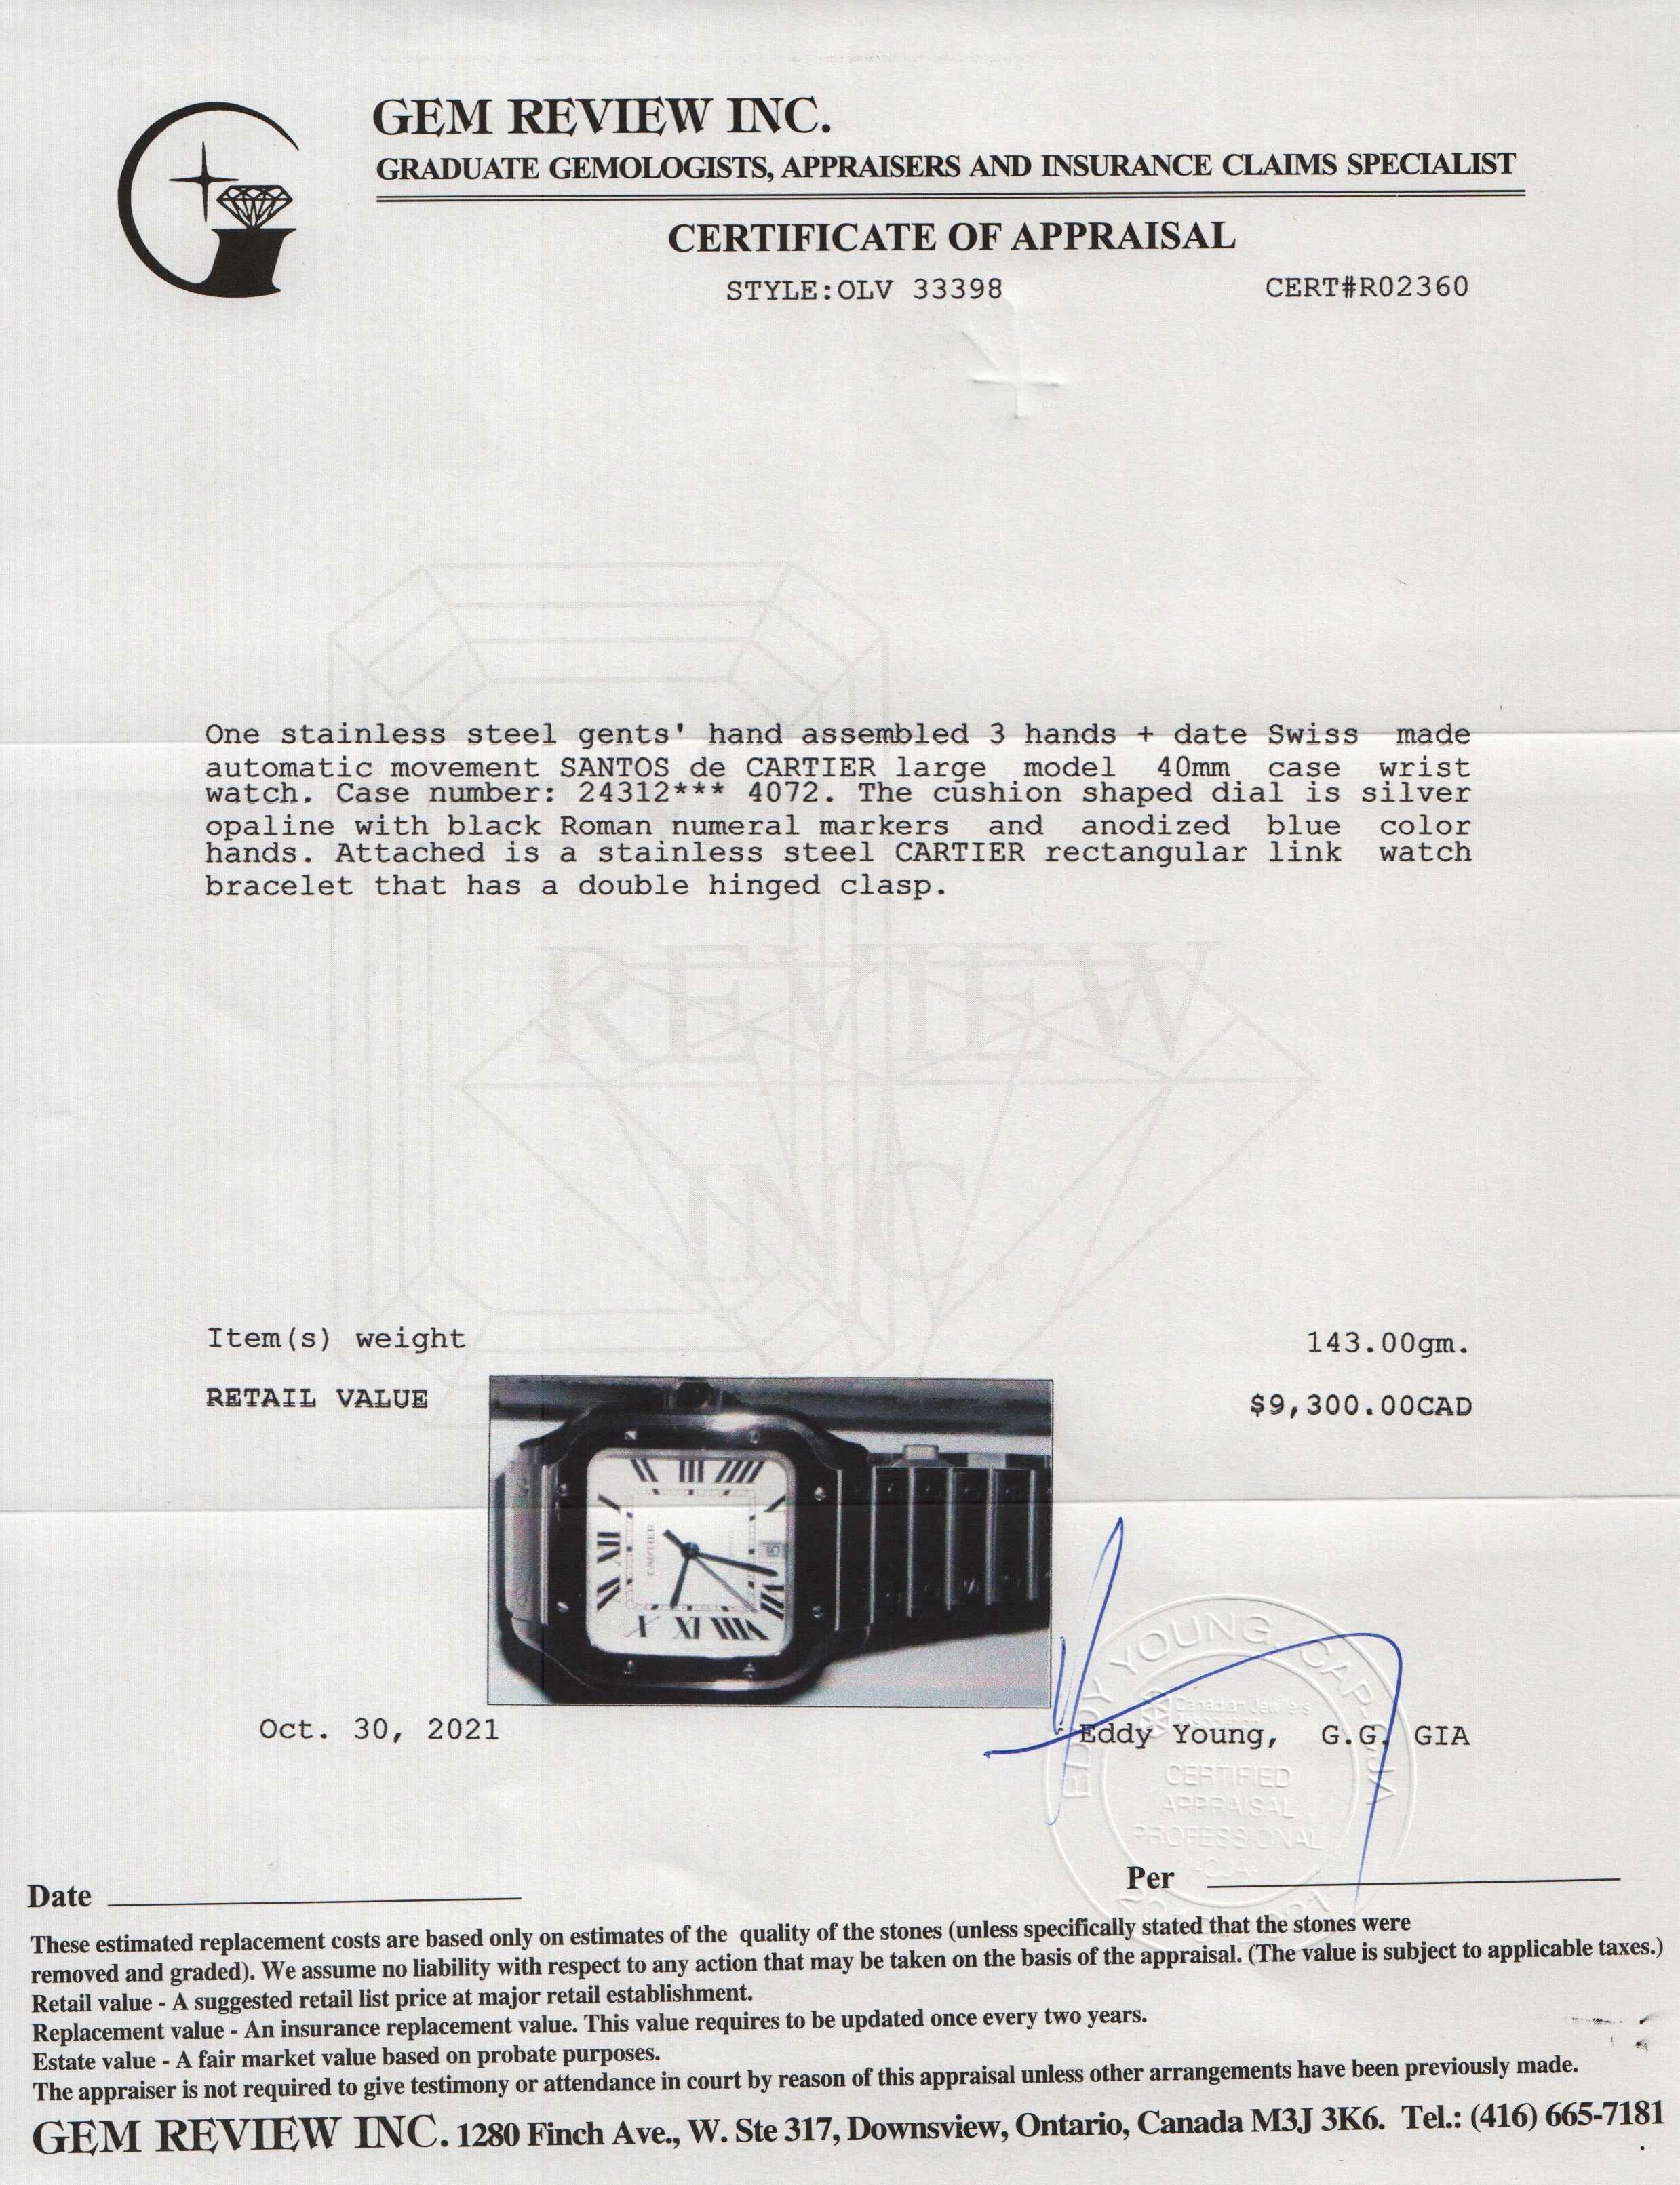 GEM REVIEW INC.
GRADUATE GEMOLOGISTS, APPRAISERS AND INSURANCE CLAIMS SPECIALIST
CERTIFICATE OF APPRAISAL
STYLE:OLV 33398
CERT#R02360
One stainless steel gents' hand assembled 3 hands + date Swiss made
automatic movement SANTOS de CARTIER large model 40mm case wrist
watch. Case number: 24312*** 4072. The cushion shaped dial is silver
opaline with black Roman numeral markers and anodized blue color
hands. Attached is a stainless steel CARTIER rectangular link watch
bracelet that has a double hinged clasp.
REVIEW
INC.
Item(s) weight 143.00gm.
RETAIL VALUE $9,300.00CAD
CARTIER
Oct. 30, 2021
Eddy Young, G.G. GIA
EDDY YOUNG, CAP-CJA
Canadian Jewellers
Association
CERTIFIED
APPRAISAL
PROFESSIONAL
-CJA-
Date
Per
These estimated replacement costs are based only on estimates of the quality of the stones (unless specifically stated that the stones were
removed and graded). We assume no liability with respect to any action that may be taken on the basis of the appraisal. (The value is subject to applicable taxes.)
Retail value - A suggested retail list price at major retail establishment.
Replacement value - An insurance replacement value. This value requires to be updated once every two years.
Estate value - A fair market value based on probate purposes.
The appraiser is not required to give testimony or attendance in court by reason of this appraisal unless other arrangements have been previously made.
GEM REVIEW INC. 1280 Finch Ave., W. Ste 317, Downsview, Ontario, Canada M3J 3K6. Tel.: (416) 665-7181